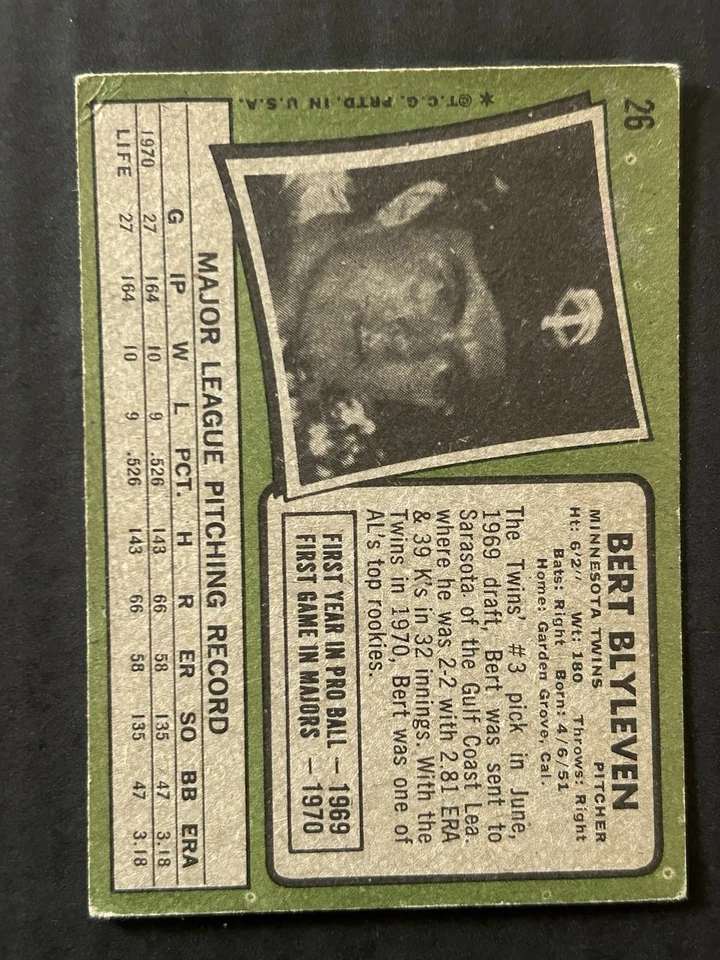 26
✶©T.C.G. PRTD. IN U.S.A.
BERT BLYLEVEN
MINNESOTA TWINS PITCHER
Ht: 6'2" Wt: 180 Throws: Right
Bats: Right Born: 4/6/51
Home: Garden Grove, Cal.
The Twins' #3 pick in June,
1969 draft, Bert was sent to
Sarasota of the Gulf Coast Lea.
where he was 2-2 with 2.81 ERA
& 39 K's in 32 innings. With the
Twins in 1970, Bert was one of
AL's top rookies.
FIRST YEAR IN PRO BALL — 1969
FIRST GAME IN MAJORS — 1970
MAJOR LEAGUE PITCHING RECORD
G IP W L PCT. H R ER SO BB ERA
1970 27 164 10 9 .526 143 66 58 135 47 3.18
LIFE 27 164 10 9 .526 143 66 58 135 47 3.18